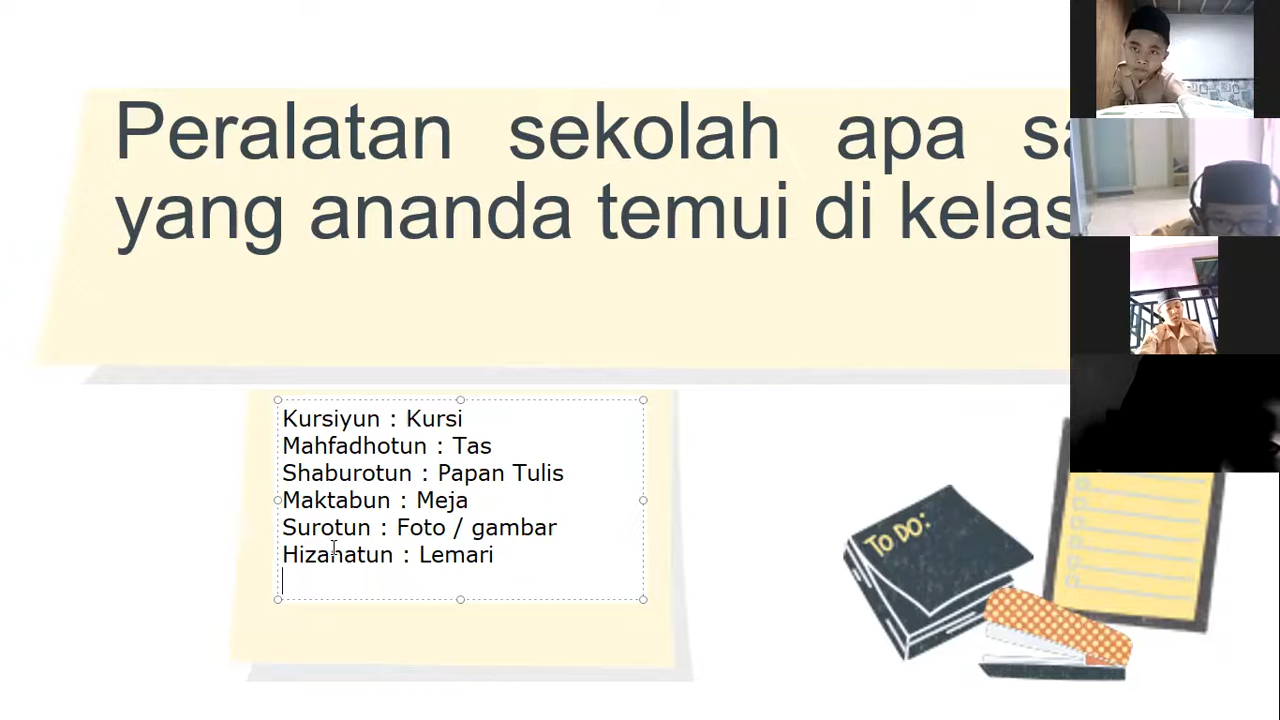 Peralatan sekolah apa sa
yang ananda temui di kelas
Kursiyun : Kursi
Mahfadhotun : Tas
Shaburotun : Papan Tulis
Maktabun : Meja
Surotun : Foto / gambar
Hizanatun : Lemari
TO DO: